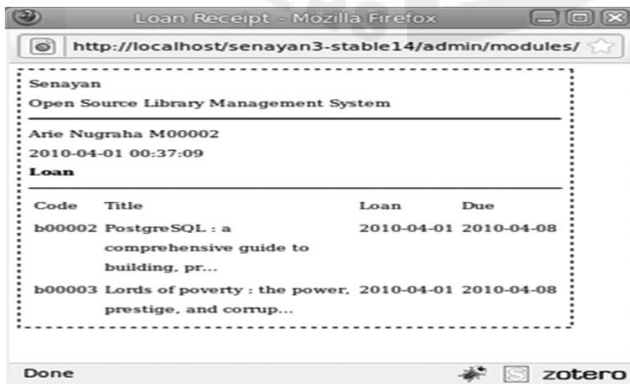 Loan Receipt - Mozilla Firefox
http://localhost/senayan3-stable14/admin/modules/
Senayan
Open Source Library Management System
Arie Nugraha M00002
2010-04-01 00:37:09
Loan
Code Title Loan Due
b00002 PostgreSQL : a 2010-04-01 2010-04-08
comprehensive guide to
building, pr...
b00003 Lords of poverty : the power, 2010-04-01 2010-04-08
prestige, and corrup...
Done zotero